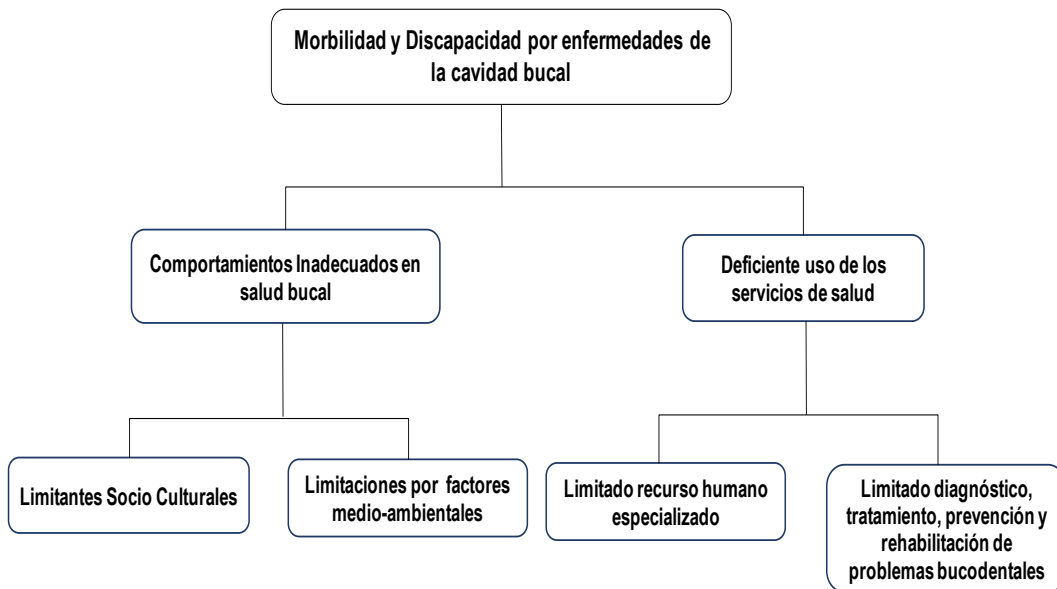 Morbilidad y Discapacidad por enfermedades de
la cavidad bucal
Comportamientos Inadecuados en
salud bucal
Deficiente uso de los
servicios de salud
Limitantes Socio Culturales
Limitaciones por factores
medio-ambientales
Limitado recurso humano
especializado
Limitado diagnóstico,
tratamiento, prevención y
rehabilitación de
problemas bucodentales